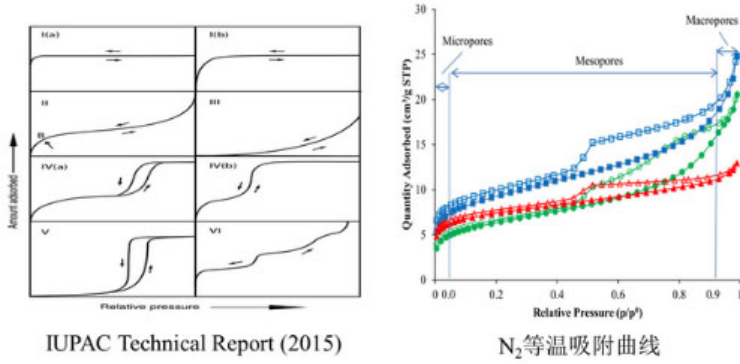 I(a)
I(b)
II
III
B
IV(a)
IV(b)
V
VI
Amount adsorbed
Relative pressure
IUPAC Technical Report (2015)
Macropores
Micropores
Mesopores
Quantity Adsorbed (cm³/g STP)
30
25
20
15
10
5
0
0 0.0 0.2 0.4 0.6 0.8 0.9 1
Relative Pressure (p/p⁰)
N₂等温吸附曲线